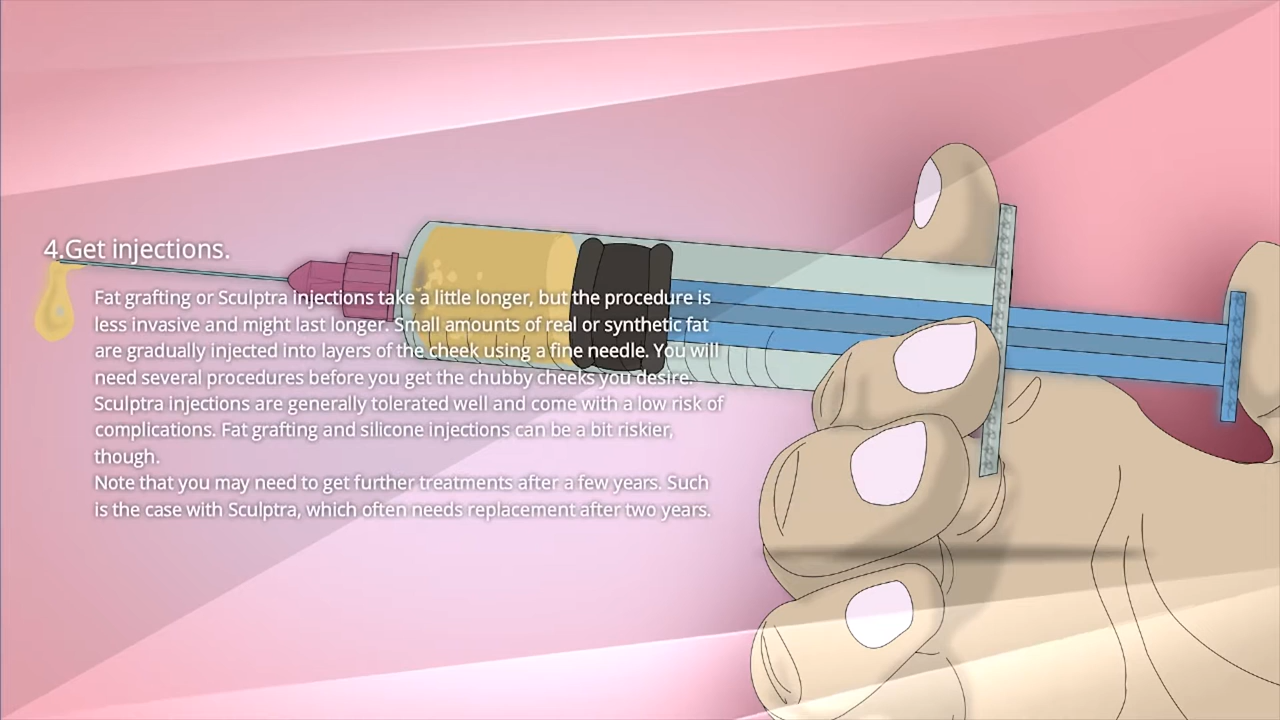 4.Get injections.
Fat grafting or Sculptra injections take a little longer, but the procedure is
less invasive and might last longer. Small amounts of real or synthetic fat
are gradually injected into layers of the cheek using a fine needle. You will
need several procedures before you get the chubby cheeks you desire.
Sculptra injections are generally tolerated well and come with a low risk of
complications. Fat grafting and silicone injections can be a bit riskier,
though.
Note that you may need to get further treatments after a few years. Such
is the case with Sculptra, which often needs replacement after two years.